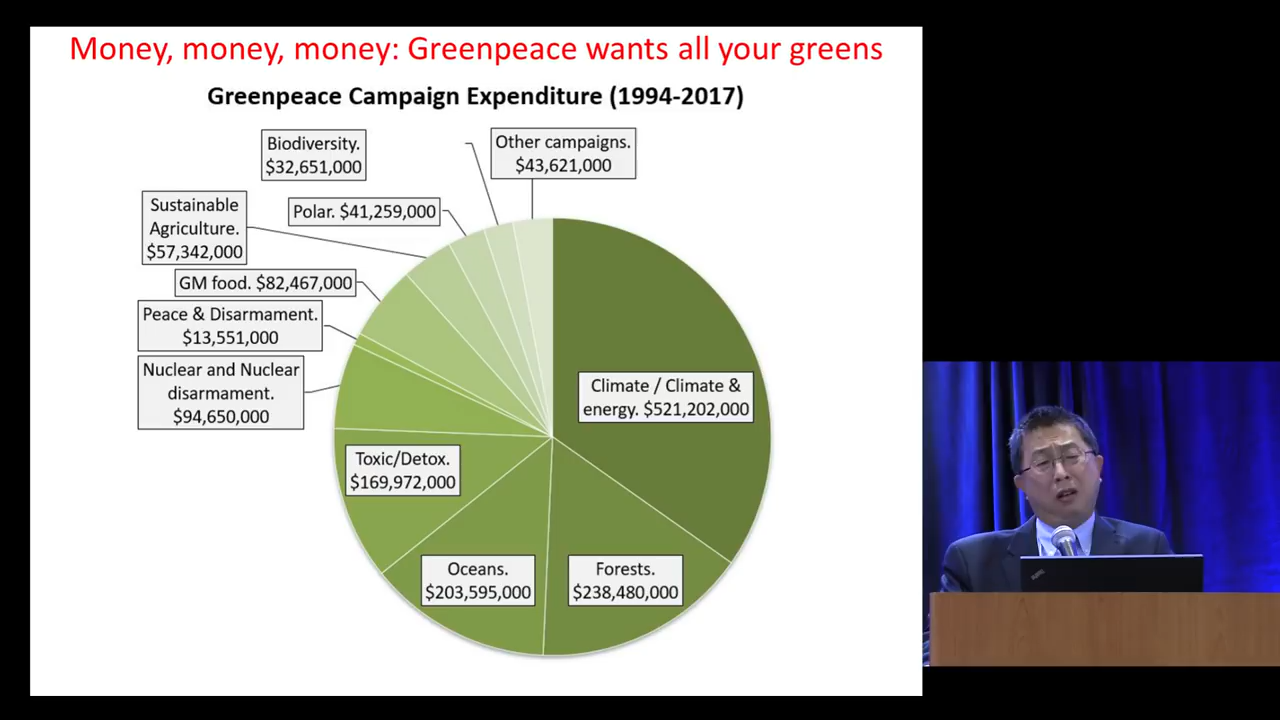 Money, money, money: Greenpeace wants all your greens
Greenpeace Campaign Expenditure (1994-2017)
Biodiversity.
$32,651,000
Other campaigns.
$43,621,000
Sustainable
Agriculture.
$57,342,000
Polar. $41,259,000
GM food. $82,467,000
Peace & Disarmament.
$13,551,000
Nuclear and Nuclear
disarmament.
$94,650,000
Climate / Climate &
energy. $521,202,000
Toxic/Detox.
$169,972,000
Oceans.
$203,595,000
Forests.
$238,480,000